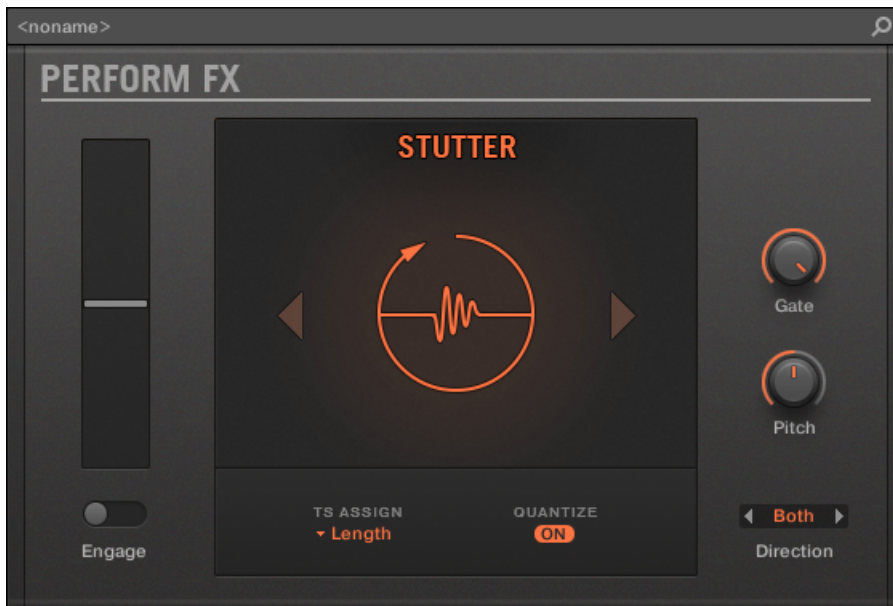 <noname>
PERFORM FX
STUTTER
Gate
Pitch
TS ASSIGN
QUANTIZE
Length
ON
Both
Engage
Direction